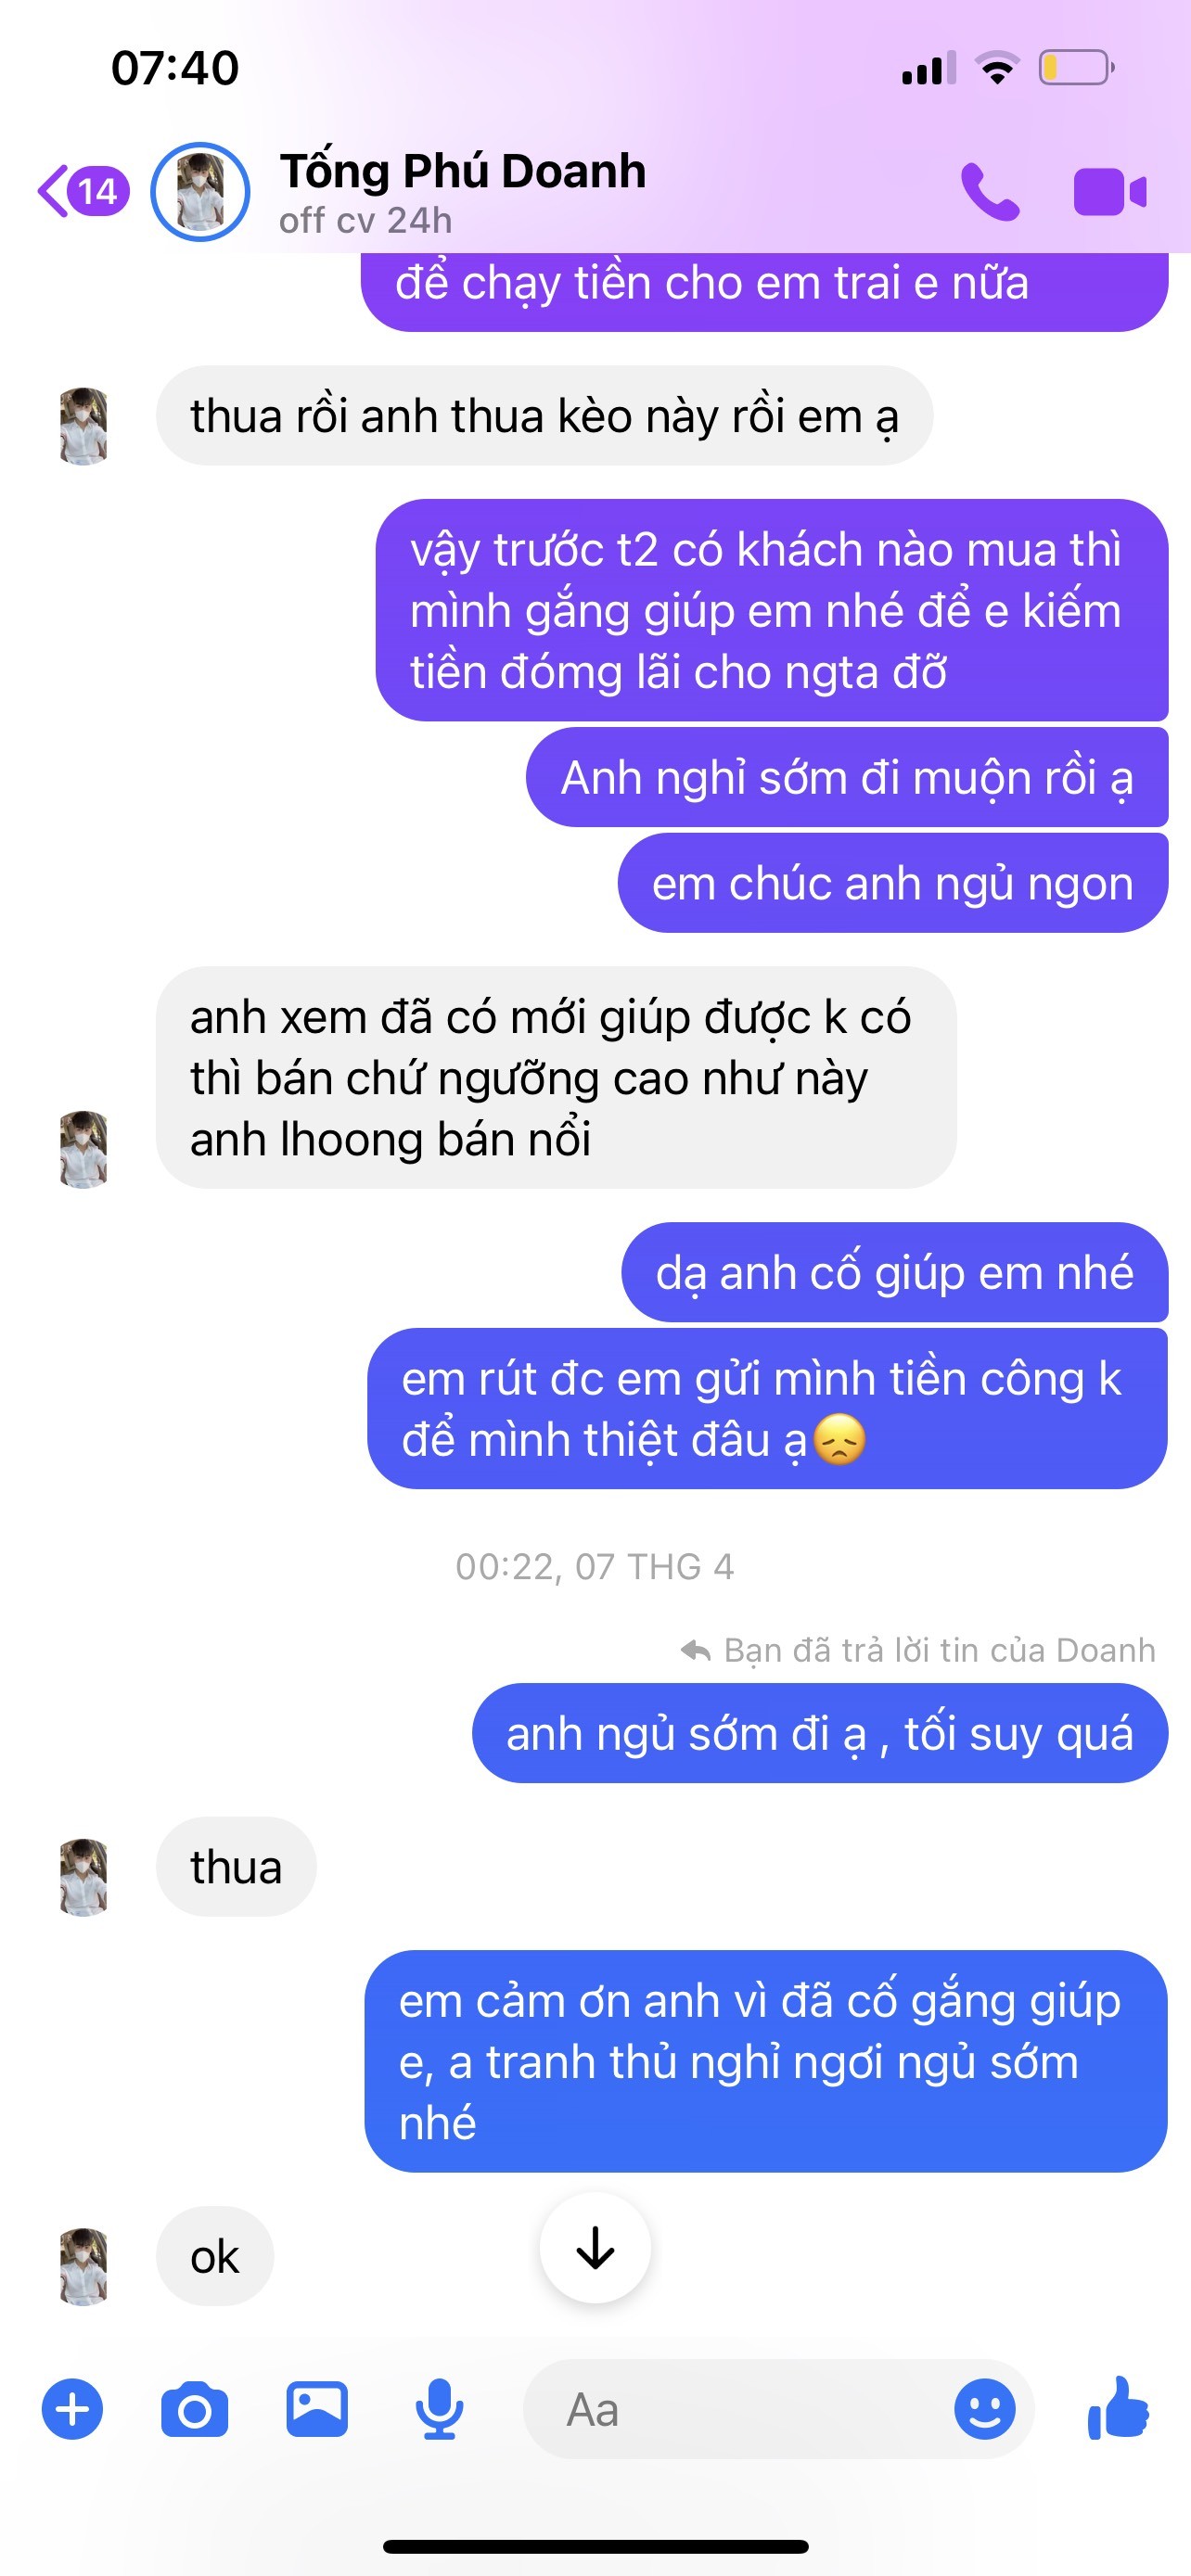 07:40
14
Tống Phú Doanh
off cv 24h
để chạy tiền cho em trai e nữa
thua rồi anh thua kèo này rồi em ạ
vậy trước t2 có khách nào mua thì
mình gắng giúp em nhé để e kiếm
tiền đómg lãi cho ngta đỡ
Anh nghỉ sớm đi muộn rồi ạ
em chúc anh ngủ ngon
anh xem đã có mới giúp được k có
thì bán chứ ngưỡng cao như này
anh lhoong bán nổi
dạ anh cố giúp em nhé
em rút đc em gửi mình tiền công k
để mình thiệt đâu ạ😞
00:22, 07 THG 4
Bạn đã trả lời tin của Doanh
anh ngủ sớm đi ạ , tối suy quá
thua
em cảm ơn anh vì đã cố gắng giúp
e, a tranh thủ nghỉ ngơi ngủ sớm
nhé
ok
Aa